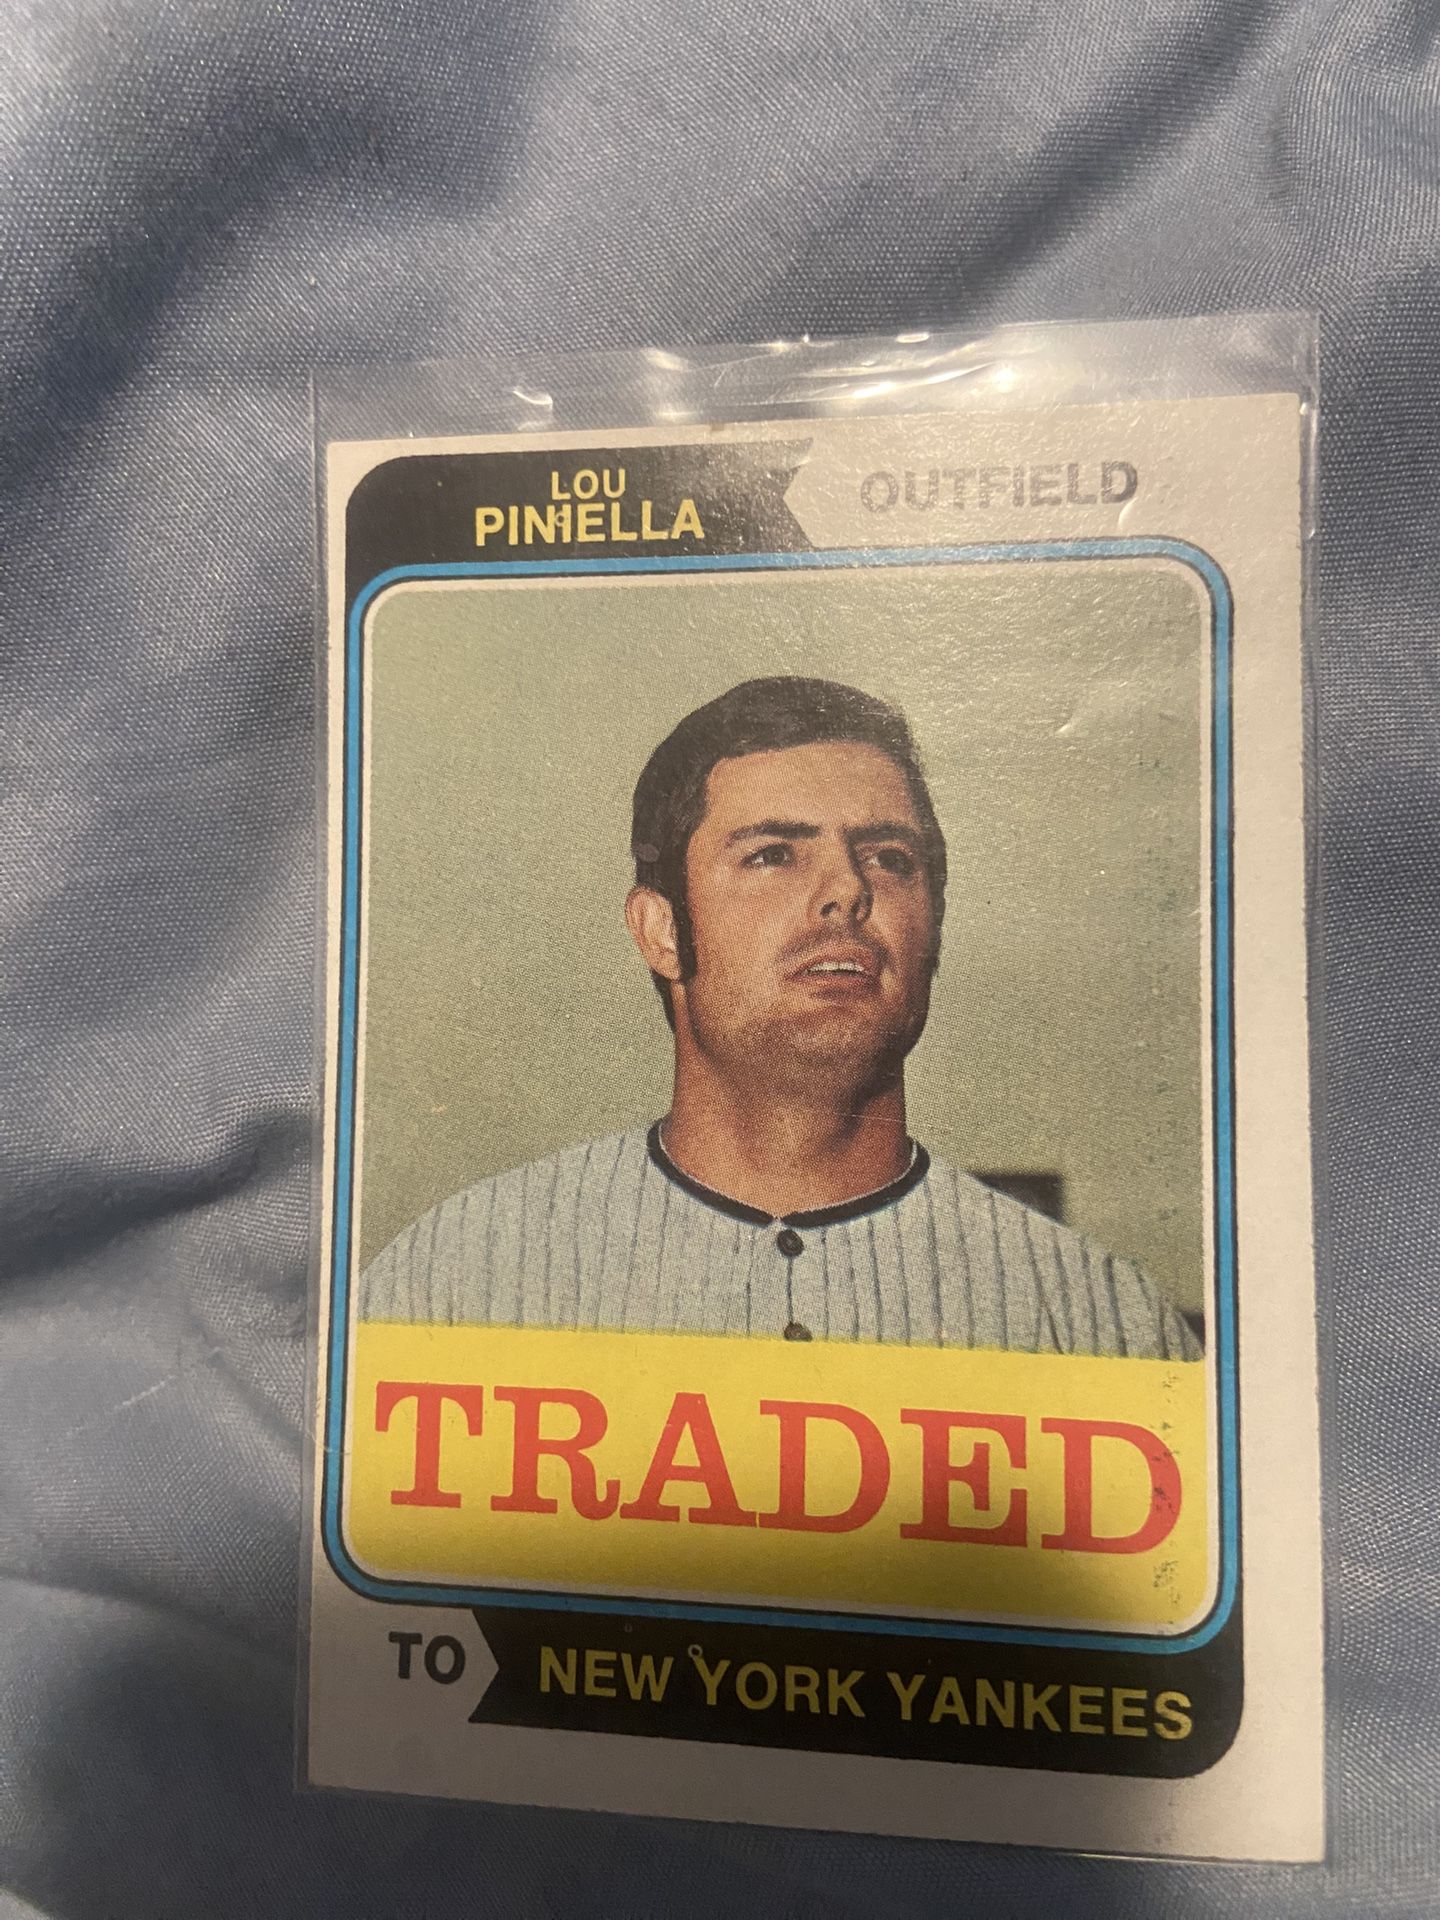 LOU
PINIELLA
OUTFIELD
TRADED
TO
NEW YORK YANKEES